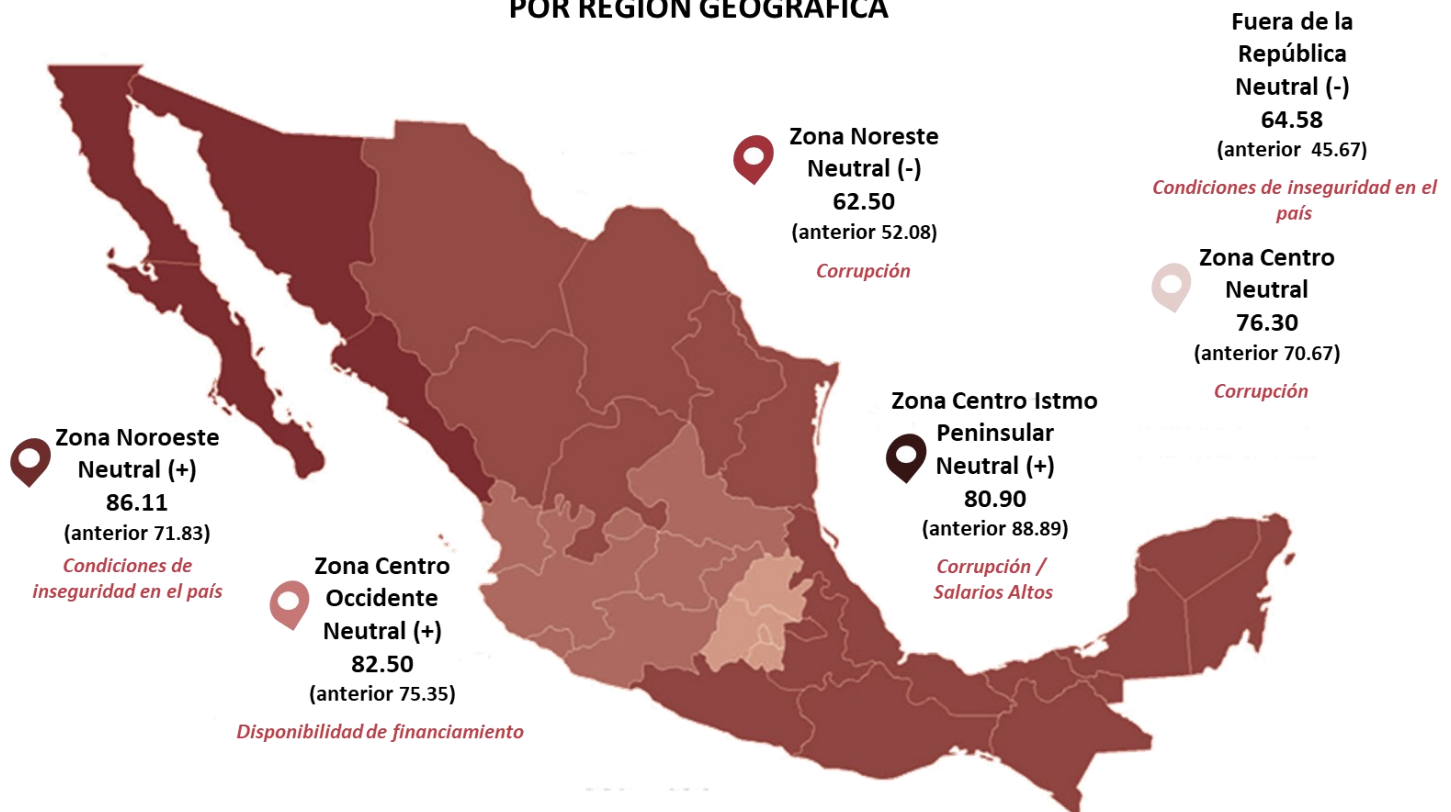 POR REGIÓN GEOGRÁFICA
Fuera de la
República
Neutral (-)
64.58
(anterior 45.67)
Condiciones de inseguridad en el
país
Zona Noreste
Neutral (-)
62.50
(anterior 52.08)
Corrupción
Zona Centro
Neutral
76.30
(anterior 70.67)
Corrupción
Zona Centro Istmo
Peninsular
Neutral (+)
80.90
(anterior 88.89)
Corrupción /
Salarios Altos
Zona Noroeste
Neutral (+)
86.11
(anterior 71.83)
Condiciones de
inseguridad en el país
Zona Centro
Occidente
Neutral (+)
82.50
(anterior 75.35)
Disponibilidad de financiamiento